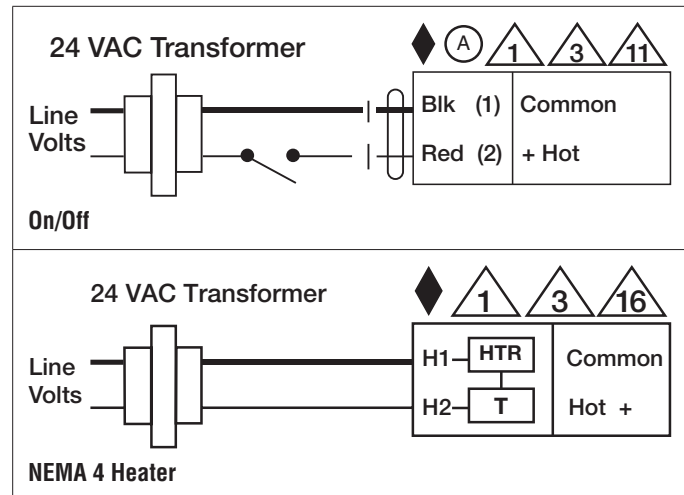 24 VAC Transformer
A 1 3 11
Line Volts
Blk (1) Common
Red (2) + Hot
On/Off
24 VAC Transformer
1 3 16
Line Volts
H1 HTR Common
H2 T Hot +
NEMA 4 Heater